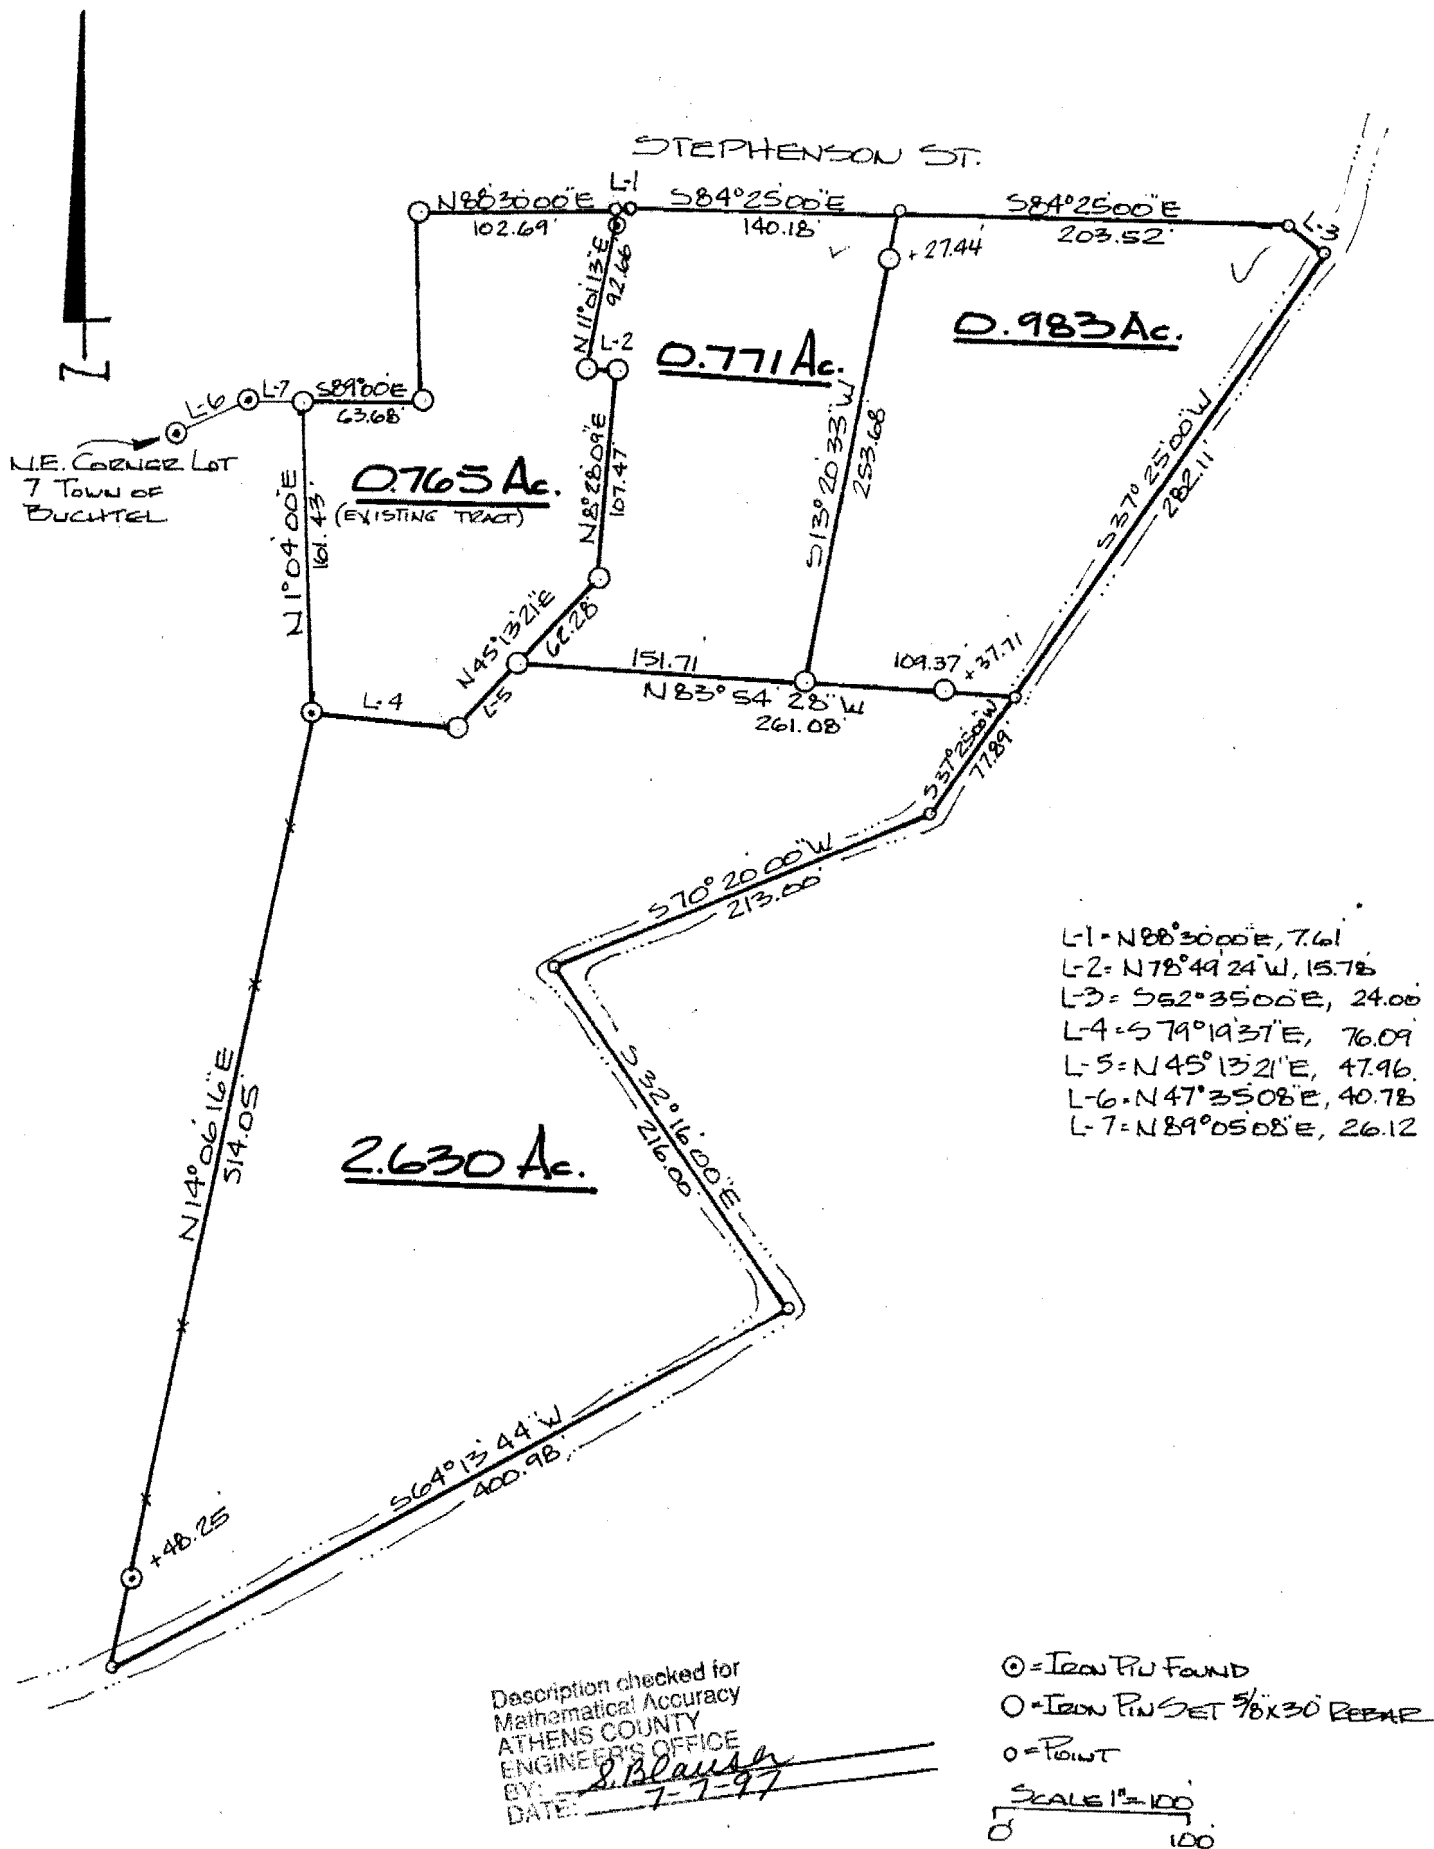 STEPHENSON ST.
N88°30'00"E
102.69'
L-1
S84°25'00"E
140.18'
S84°25'00"E
203.52'
L-3
+27.44'
N11°01'13"E
92.66'
L-2
0.771 Ac.
0.983 Ac.
L-6
L-7
S89°00'E
63.68'
N.E. CORNER LOT
7 TOWN OF
BUCHTEL
0.765 Ac.
(EXISTING TRACT)
N1°04'00"E
161.43'
N8°28'09"E
107.47'
S13°20'33"W
253.68'
S37°25'00"W
282.11'
N45°13'21"E
62.28'
L-4
L-5
151.71
109.37
+37.71
N83°54'28"W
261.08'
S37°25'00"W
77.89'
S70°20'00"W
213.00'
L-1=N88°30'00"E, 7.61'
L-2=N78°49'24"W, 15.78'
L-3=S52°35'00"E, 24.00'
L-4=S79°19'37"E, 76.09'
L-5=N45°13'21"E, 47.96'
L-6=N47°35'08"E, 40.78'
L-7=N89°05'08"E, 26.12'
S32°16'00"E
216.00'
N14°06'16"E
514.05'
2.630 Ac.
S64°13'44"W
400.98'
+48.25
Description checked for
Mathematical Accuracy
ATHENS COUNTY
ENGINEER'S OFFICE
BY: S. Blauser
DATE: 7-7-97
=IRON PIN FOUND
=IRON PIN SET 5/8"X30" REBAR
=POINT
SCALE 1"=100'
0' 100'
N